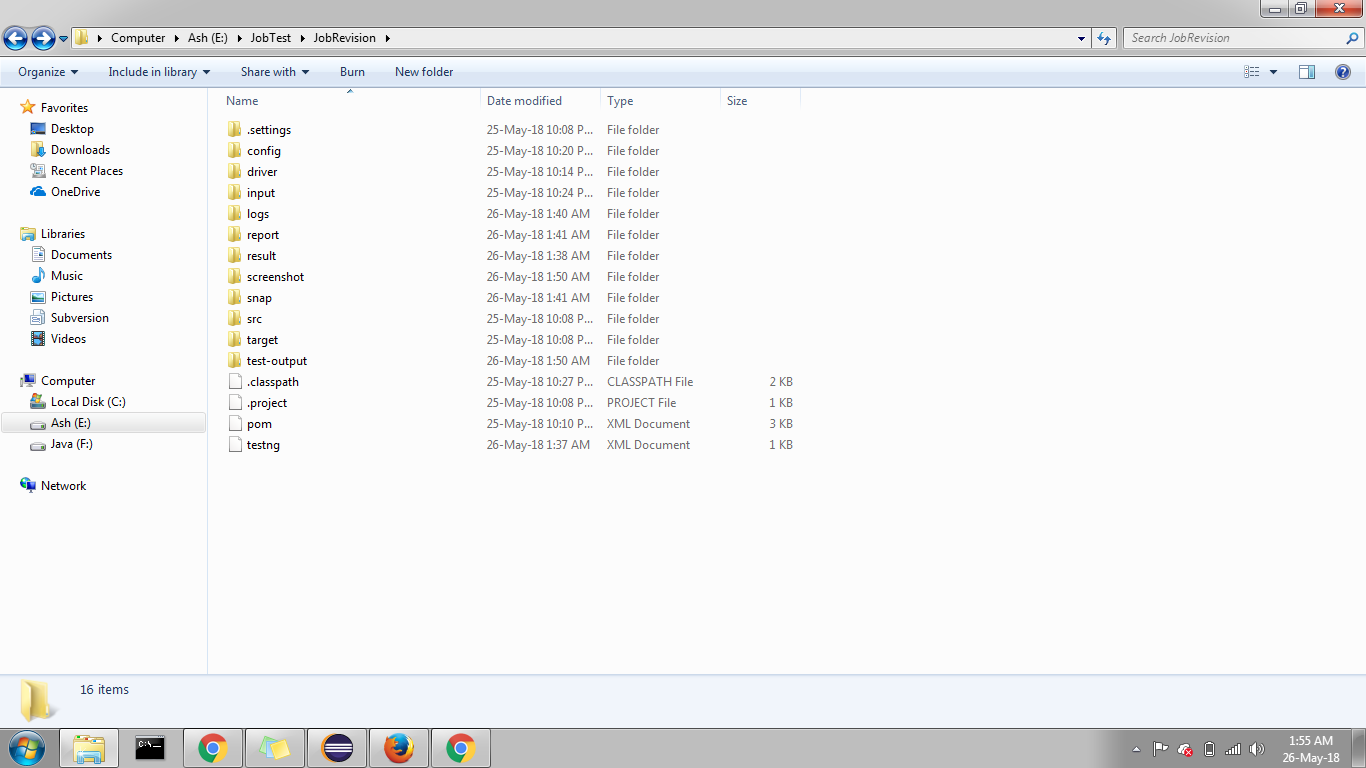 Computer Ash (E:) JobTest JobRevision Search JobRevision
Organize Include in library Share with Burn New folder
Name Date modified Type Size
Favorites
Desktop
Downloads
Recent Places
OneDrive
Libraries
Documents
Music
Pictures
Subversion
Videos
Computer
Local Disk (C:)
Ash (E:)
Java (F:)
Network
.settings 25-May-18 10:08 P... File folder
config 25-May-18 10:20 P... File folder
driver 25-May-18 10:14 P... File folder
input 25-May-18 10:24 P... File folder
logs 26-May-18 1:40 AM File folder
report 26-May-18 1:41 AM File folder
result 26-May-18 1:38 AM File folder
screenshot 26-May-18 1:50 AM File folder
snap 26-May-18 1:41 AM File folder
src 25-May-18 10:08 P... File folder
target 25-May-18 10:08 P... File folder
test-output 26-May-18 1:50 AM File folder
.classpath 25-May-18 10:27 P... CLASSPATH File 2 KB
.project 25-May-18 10:08 P... PROJECT File 1 KB
pom 25-May-18 10:10 P... XML Document 3 KB
testng 26-May-18 1:37 AM XML Document 1 KB
16 items
C:\_
1:55 AM
26-May-18